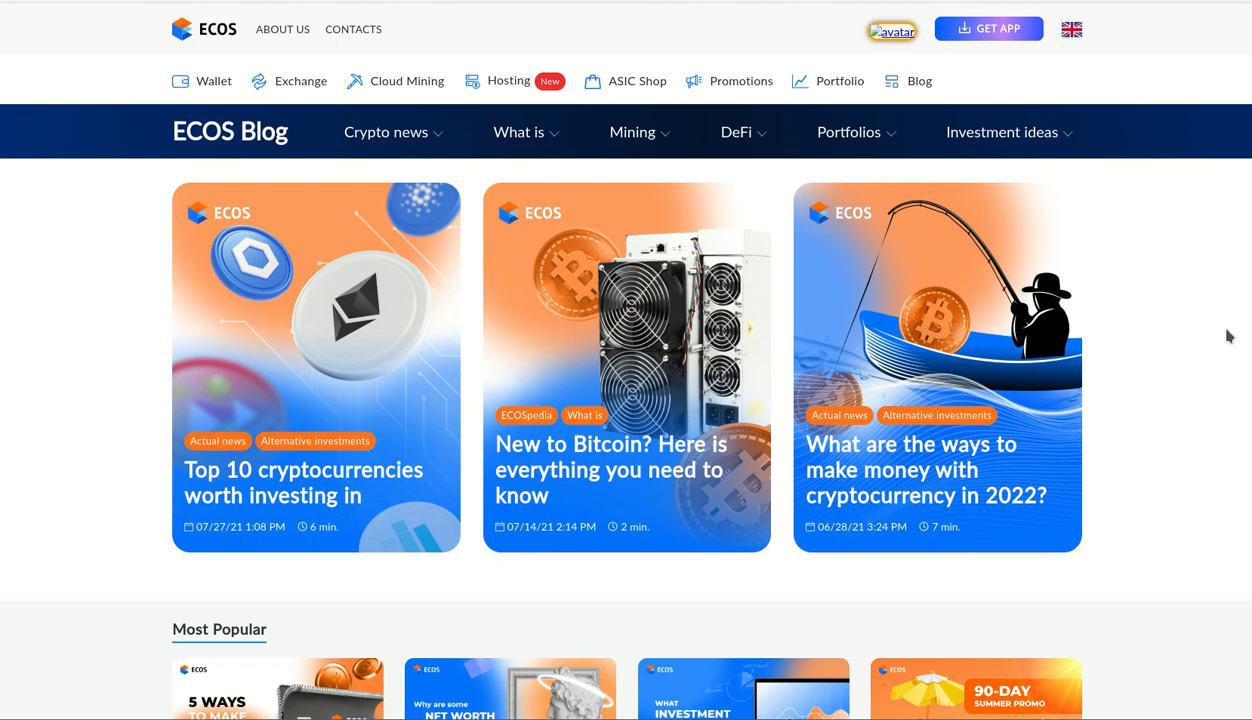 ECOS
ABOUT US
CONTACTS
avatar
GET APP
Wallet
Exchange
Cloud Mining
Hosting
New
ASIC Shop
Promotions
Portfolio
Blog
ECOS Blog
Crypto news
What is
Mining
DeFi
Portfolios
Investment ideas
ECOS
Actual news
Alternative investments
Top 10 cryptocurrencies
worth investing in
07/27/21 1:08 PM
6 min.
ECOS
ECOSpedia
What is
New to Bitcoin? Here is
everything you need to
know
07/14/21 2:14 PM
2 min.
ECOS
Actual news
Alternative investments
What are the ways to
make money with
cryptocurrency in 2022?
06/28/21 3:24 PM
7 min.
Most Popular
ECOS
5 WAYS
TO MAKE
ECOS
Why are some
NFT WORTH
ECOS
WHAT
INVESTMENT
ECOS
90-DAY
SUMMER PROMO